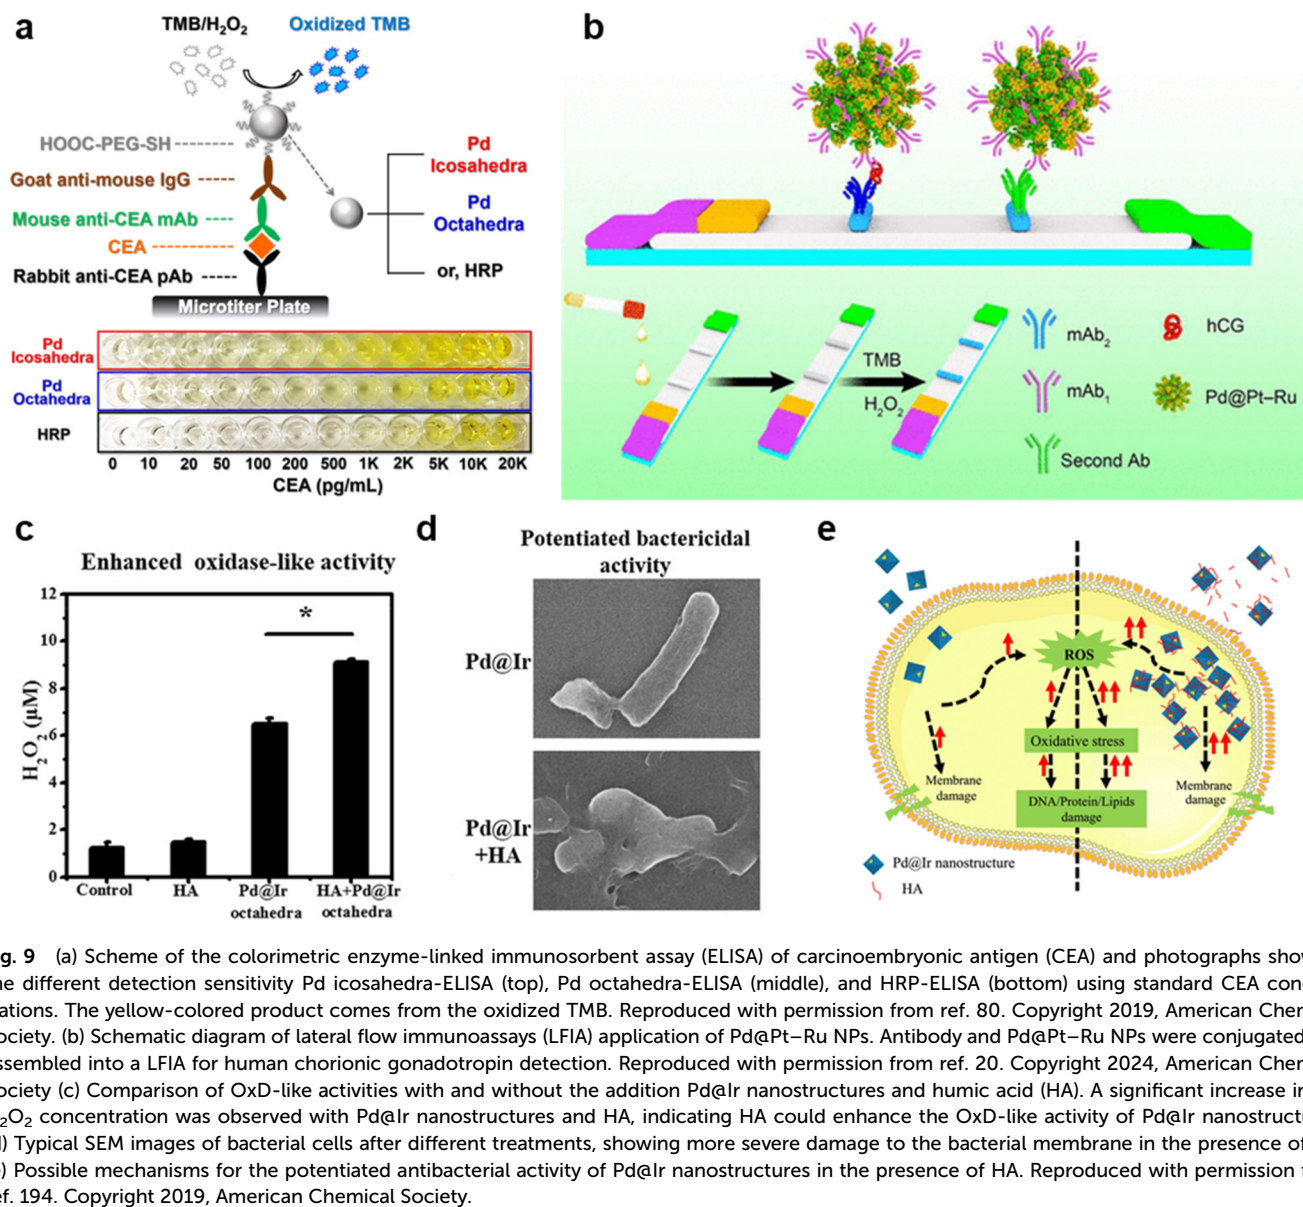 a
TMB/H₂O₂ Oxidized TMB
HOOC-PEG-SH
Goat anti-mouse IgG
Mouse anti-CEA mAb
CEA
Rabbit anti-CEA pAb
Microtiter Plate
Pd
Icosahedra
Pd
Octahedra
or, HRP
Pd
Icosahedra
Pd
Octahedra
HRP
0 10 20 50 100 200 500 1K 2K 5K 10K 20K
CEA (pg/mL)
b
TMB
H₂O₂
mAb₂
hCG
mAb₁
Pd@Pt–Ru
Second Ab
c
Enhanced oxidase-like activity
H₂O₂ (μM)
12
10
8
6
4
2
0
*
Control HA Pd@Ir HA+Pd@Ir
octahedra octahedra
d
Potentiated bactericidal
activity
Pd@Ir
Pd@Ir
+HA
e
ROS
Oxidative stress
Membrane
damage
Membrane
damage
DNA/Protein/Lipids
damage
Pd@Ir nanostructure
HA
g. 9 (a) Scheme of the colorimetric enzyme-linked immunosorbent assay (ELISA) of carcinoembryonic antigen (CEA) and photographs show
ne different detection sensitivity Pd icosahedra-ELISA (top), Pd octahedra-ELISA (middle), and HRP-ELISA (bottom) using standard CEA conc
ations. The yellow-colored product comes from the oxidized TMB. Reproduced with permission from ref. 80. Copyright 2019, American Chem
ociety. (b) Schematic diagram of lateral flow immunoassays (LFIA) application of Pd@Pt–Ru NPs. Antibody and Pd@Pt–Ru NPs were conjugated
ssembled into a LFIA for human chorionic gonadotropin detection. Reproduced with permission from ref. 20. Copyright 2024, American Chem
ociety (c) Comparison of OxD-like activities with and without the addition Pd@Ir nanostructures and humic acid (HA). A significant increase in
₂O₂ concentration was observed with Pd@Ir nanostructures and HA, indicating HA could enhance the OxD-like activity of Pd@Ir nanostructu
d) Typical SEM images of bacterial cells after different treatments, showing more severe damage to the bacterial membrane in the presence of
e) Possible mechanisms for the potentiated antibacterial activity of Pd@Ir nanostructures in the presence of HA. Reproduced with permission
ef. 194. Copyright 2019, American Chemical Society.